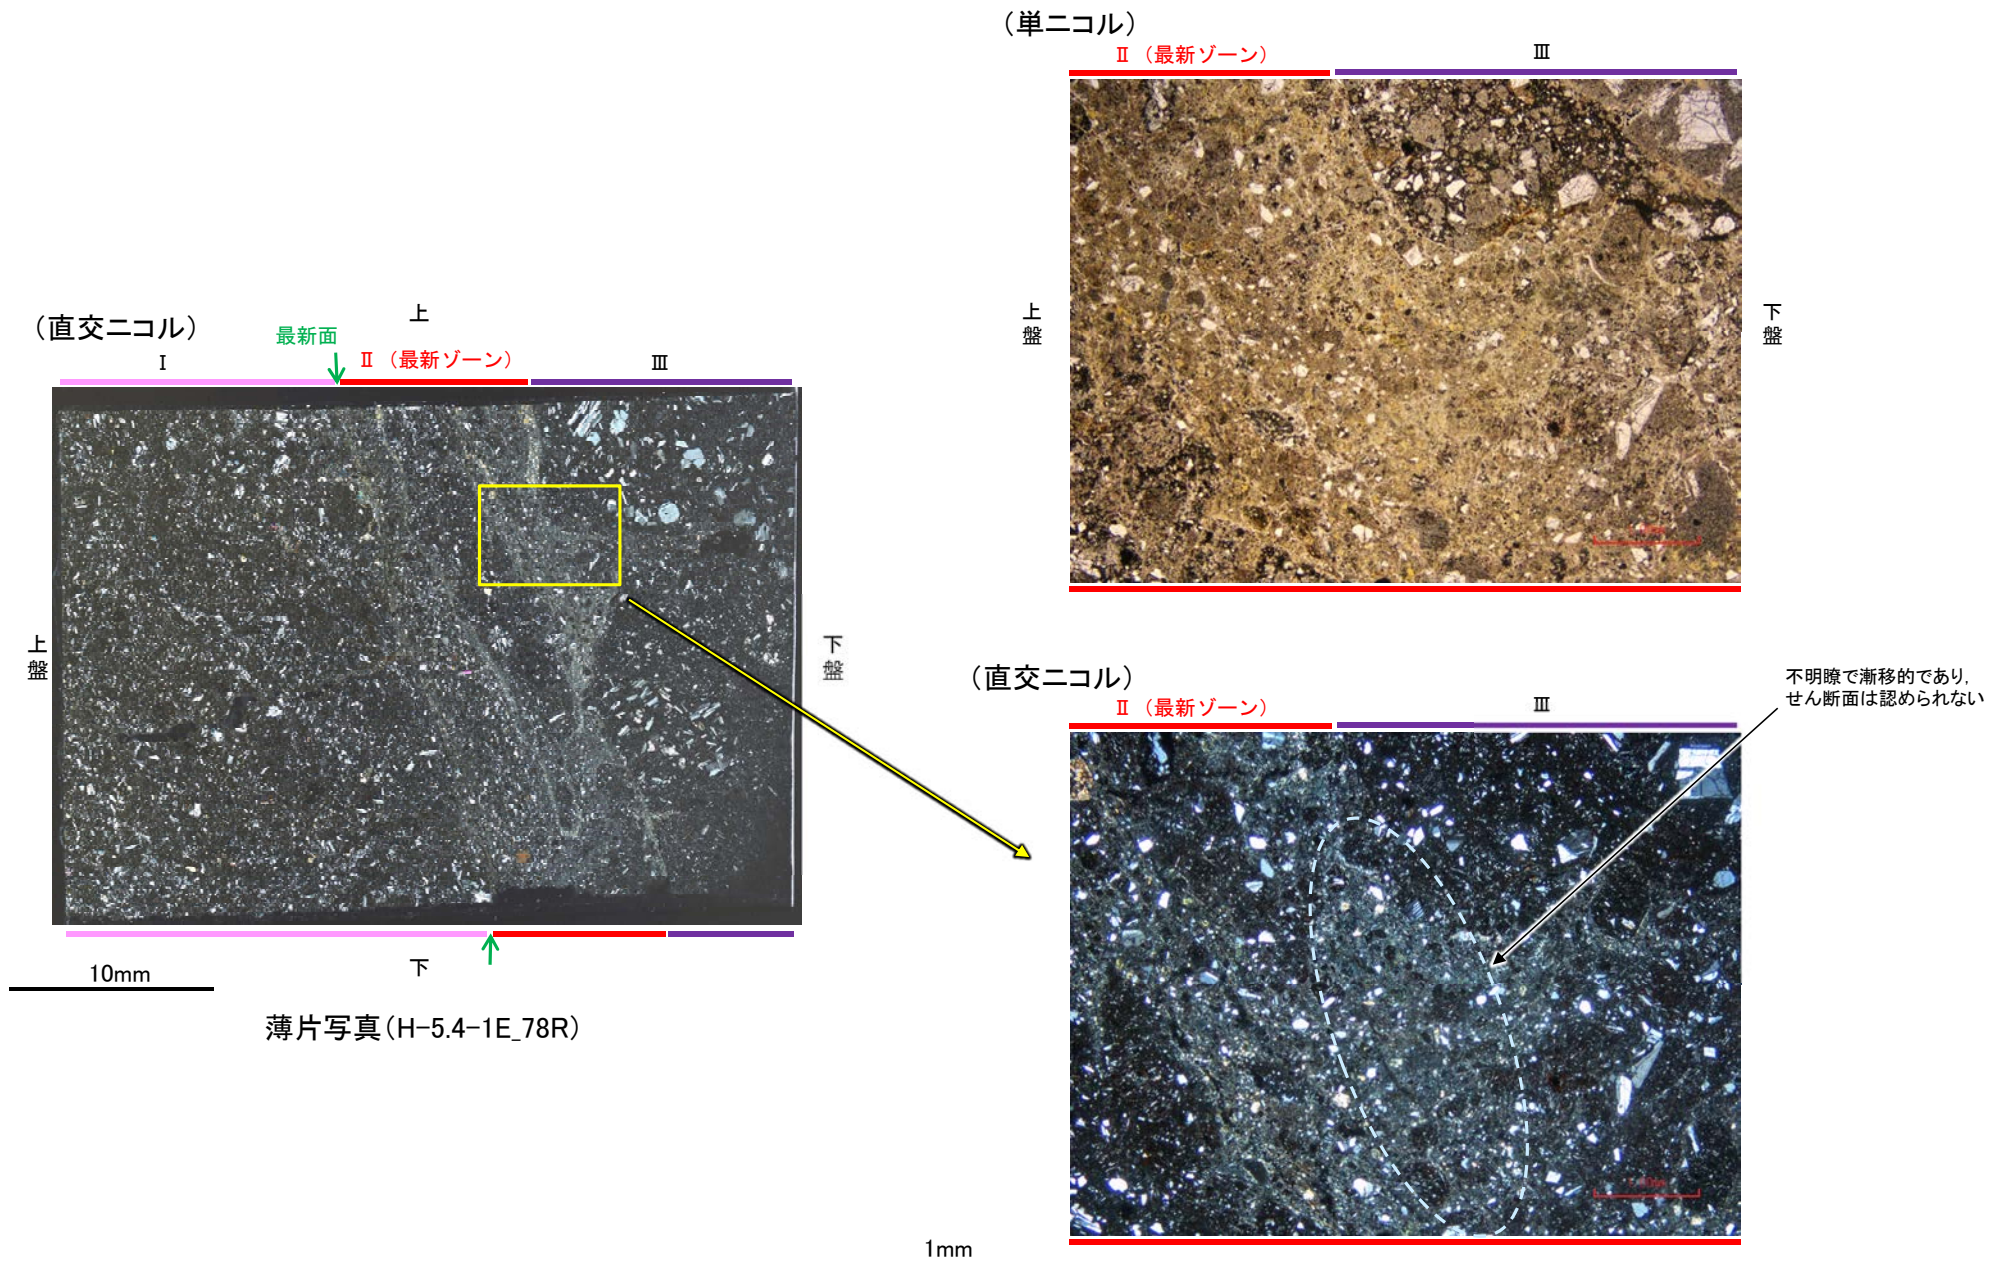 (単ニコル)
Ⅱ (最新ゾーン)
Ⅲ
上盤
下盤
(直交ニコル)
上
最新面
Ⅰ
Ⅱ (最新ゾーン)
Ⅲ
上盤
下盤
下
10mm
薄片写真(H-5.4-1E_78R)
(直交ニコル)
Ⅱ (最新ゾーン)
Ⅲ
不明瞭で漸移的であり,
せん断面は認められない
1mm